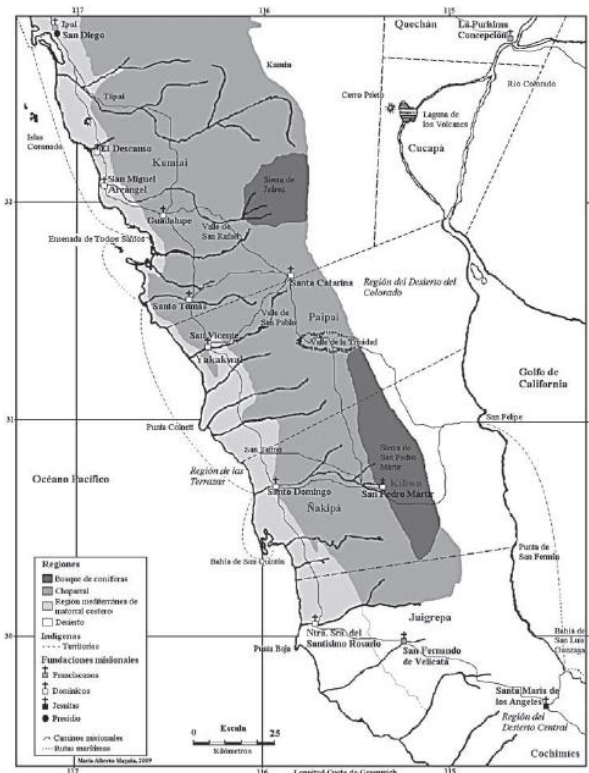 117
116
115
Ipai
San Diego
Quechán
La Purísima
Concepción
Kumia
Río Colorado
Tiipai
Cerro Prieto
Laguna de
los Volcanes
Islas
Coronado
El Descanso
Kumiai
Cucapá
San Miguel
Arcángel
Sierra de
Juárez
32
Guadalupe
Valle de
San Rafael
Ensenada de Todos Santos
Santa Catarina
Región del Desierto del
Colorado
Santo Tomás
Valle de
San Pablo
Paipai
San Vicente
Valle de la Trinidad
Yakakwal
Golfo de
California
31
San Felipe
Punta Colnett
San Telmo
Sierra de
San Pedro
Mártir
Océano Pacífico
Región de las
Terrazas
Kiliwa
Santo Domingo
San Pedro Mártir
Ñakipá
Punta de
San Fermín
Bahía de San Quintín
Regiones
Bosque de coníferas
Chaparral
Región mediterránea de
matorral costero
Desierto
Indígenas
Territorios
Fundaciones misionales
Franciscanos
Dominicos
Jesuitas
Presidio
Caminos misionales
Rutas marítimas
Mario Alberto Magaña, 2009
30
Juigrepa
Ntra. Sra. del
Santísimo Rosario
Punta Baja
San Fernando
de Velicatá
Bahía de
San Luis
Gonzaga
Santa María de
los Angeles
Región del
Desierto Central
0
Escala
25
Kilómetros
Cochimíes
117
116
115
Longitud Oeste de Greenwich